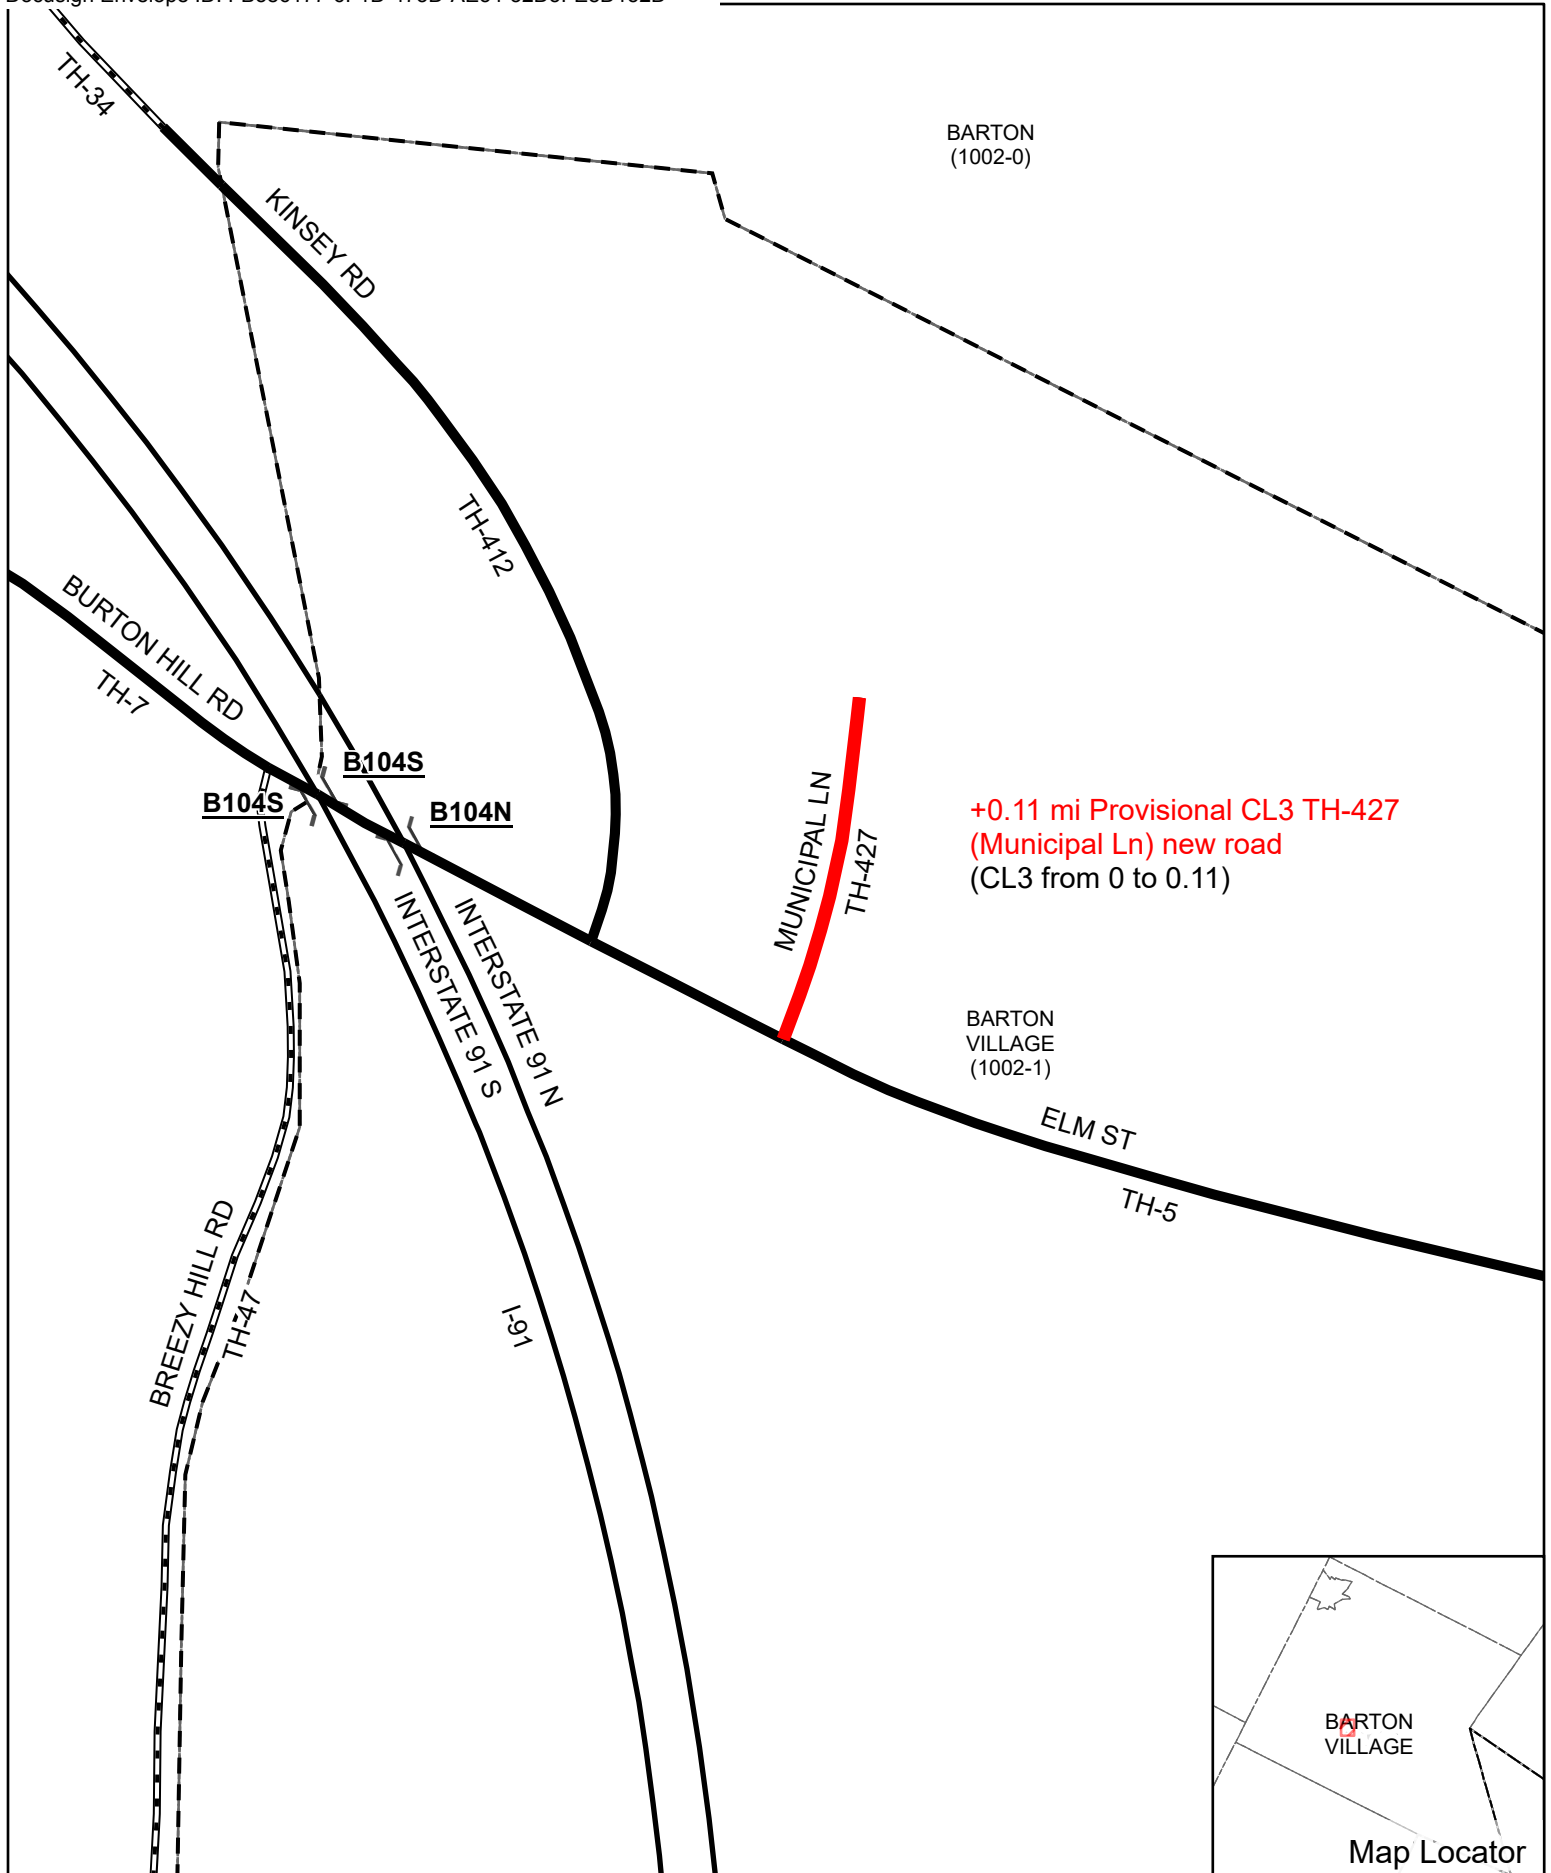 TH-34
BARTON
(1002-0)
KINSEY RD
TH-412
BURTON HILL RD
TH-7
B104S
B104S
B104N
MUNICIPAL LN
TH-427
+0.11 mi Provisional CL3 TH-427
(Municipal Ln) new road
(CL3 from 0 to 0.11)
INTERSTATE 91 S
INTERSTATE 91 N
BARTON
VILLAGE
(1002-1)
ELM ST
TH-5
BREEZY HILL RD
TH-47
I-91
BARTON
VILLAGE
Map Locator